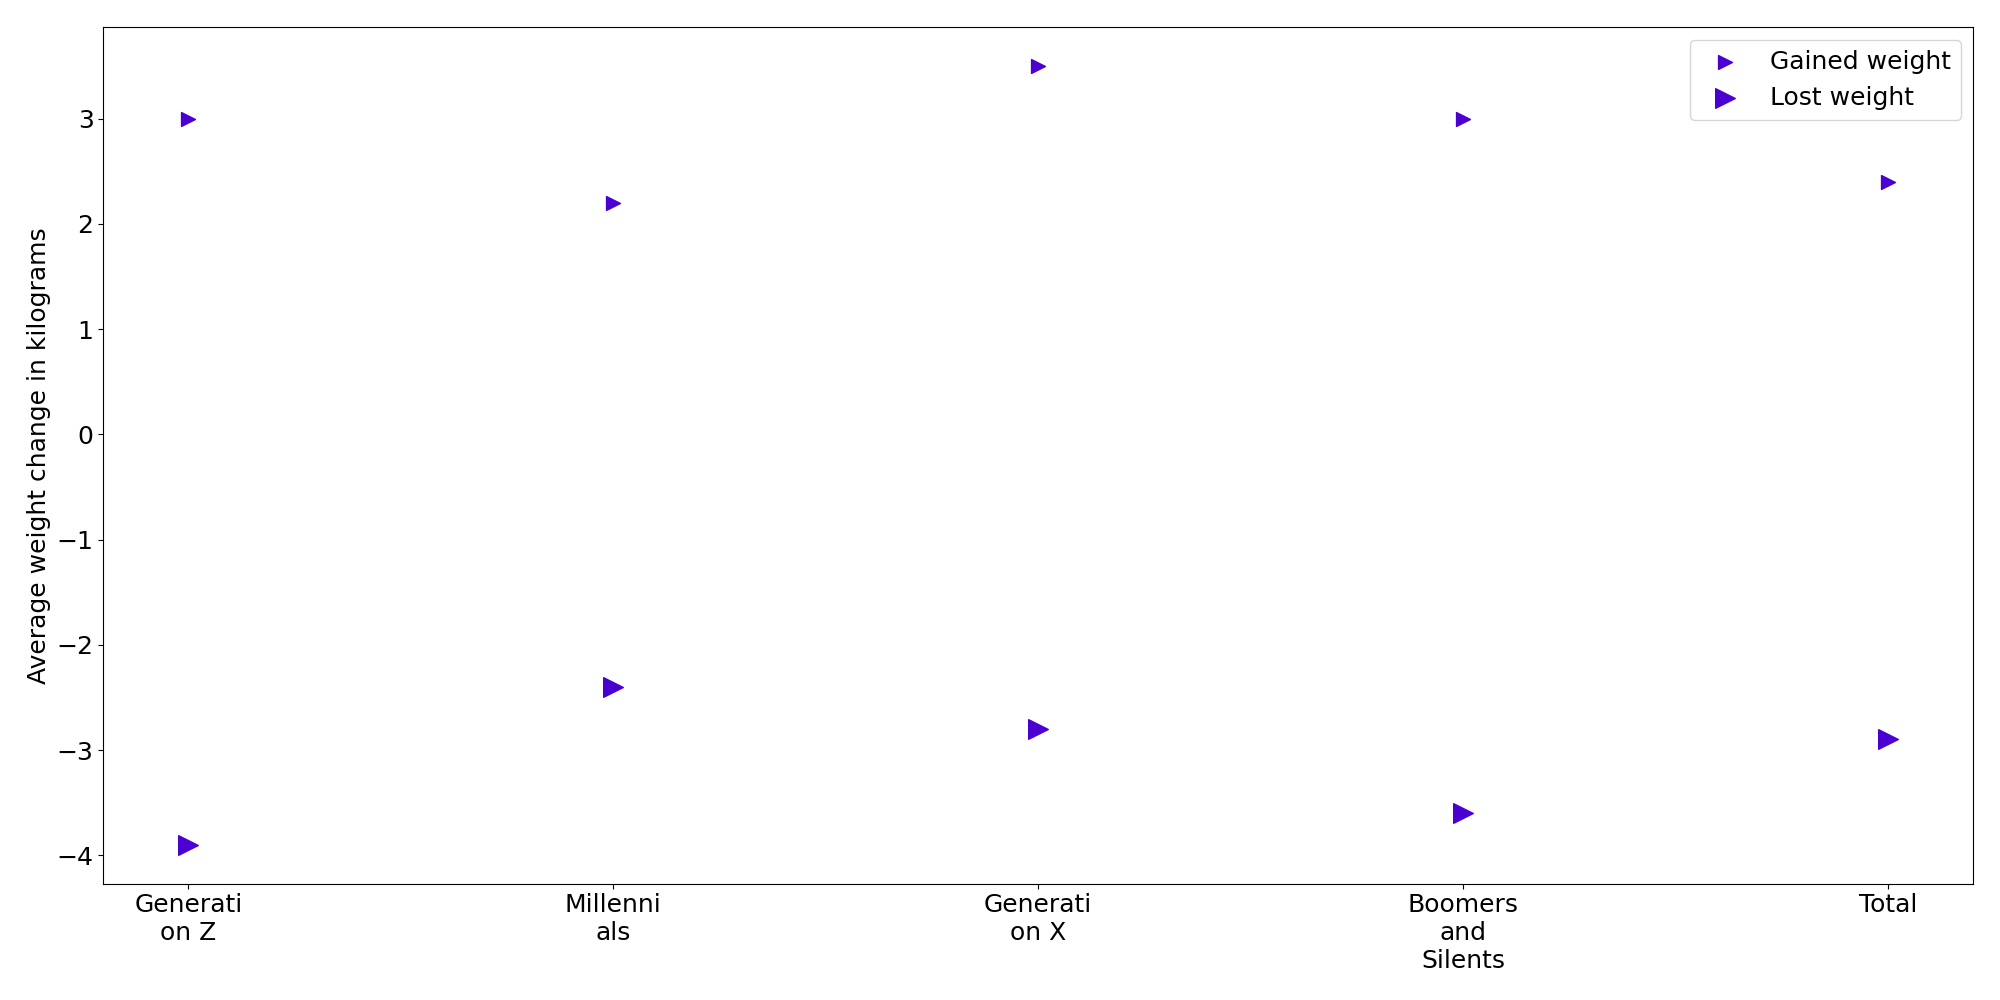 Gained weight
Lost weight
Average weight change in kilograms
3
2
1
0
−1
−2
−3
−4
Generati
on Z
Millenni
als
Generati
on X
Boomers
and
Silents
Total